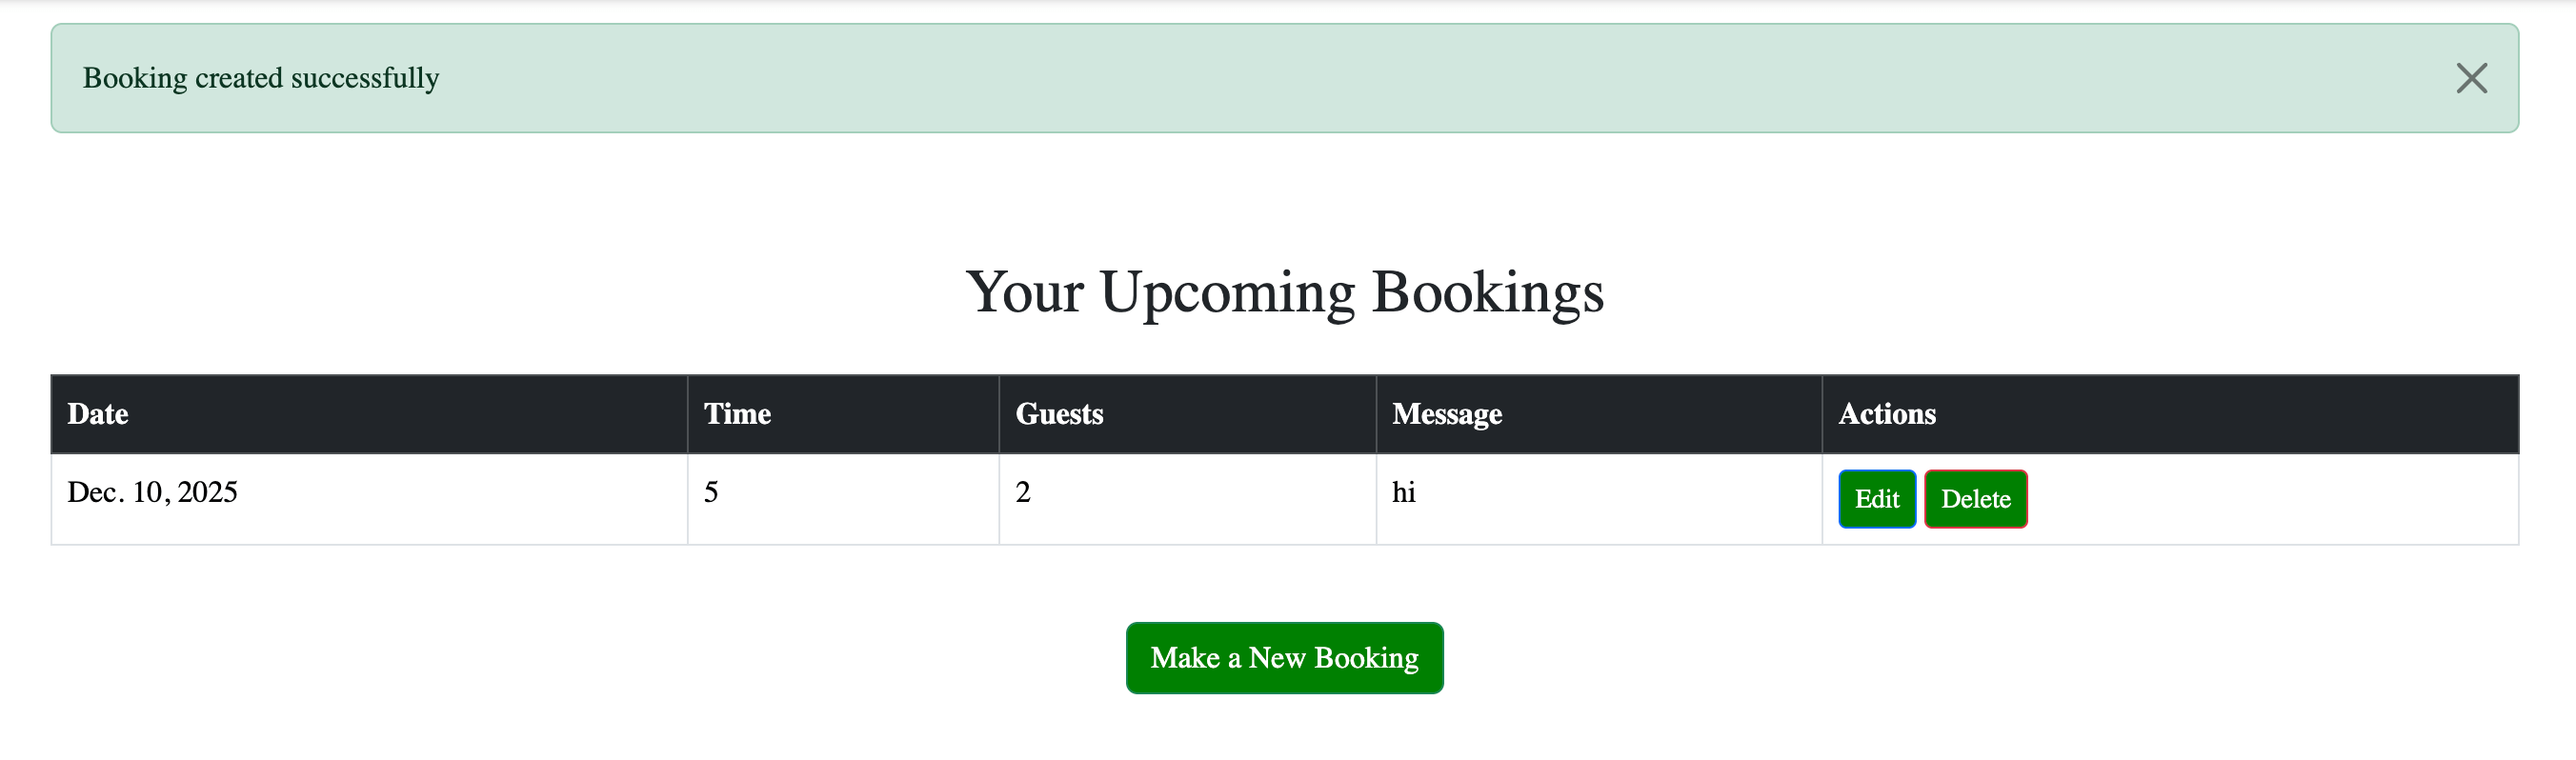 Booking created successfully
Your Upcoming Bookings
Date Time Guests Message Actions
Dec. 10, 2025 5 2 hi Edit Delete
Make a New Booking